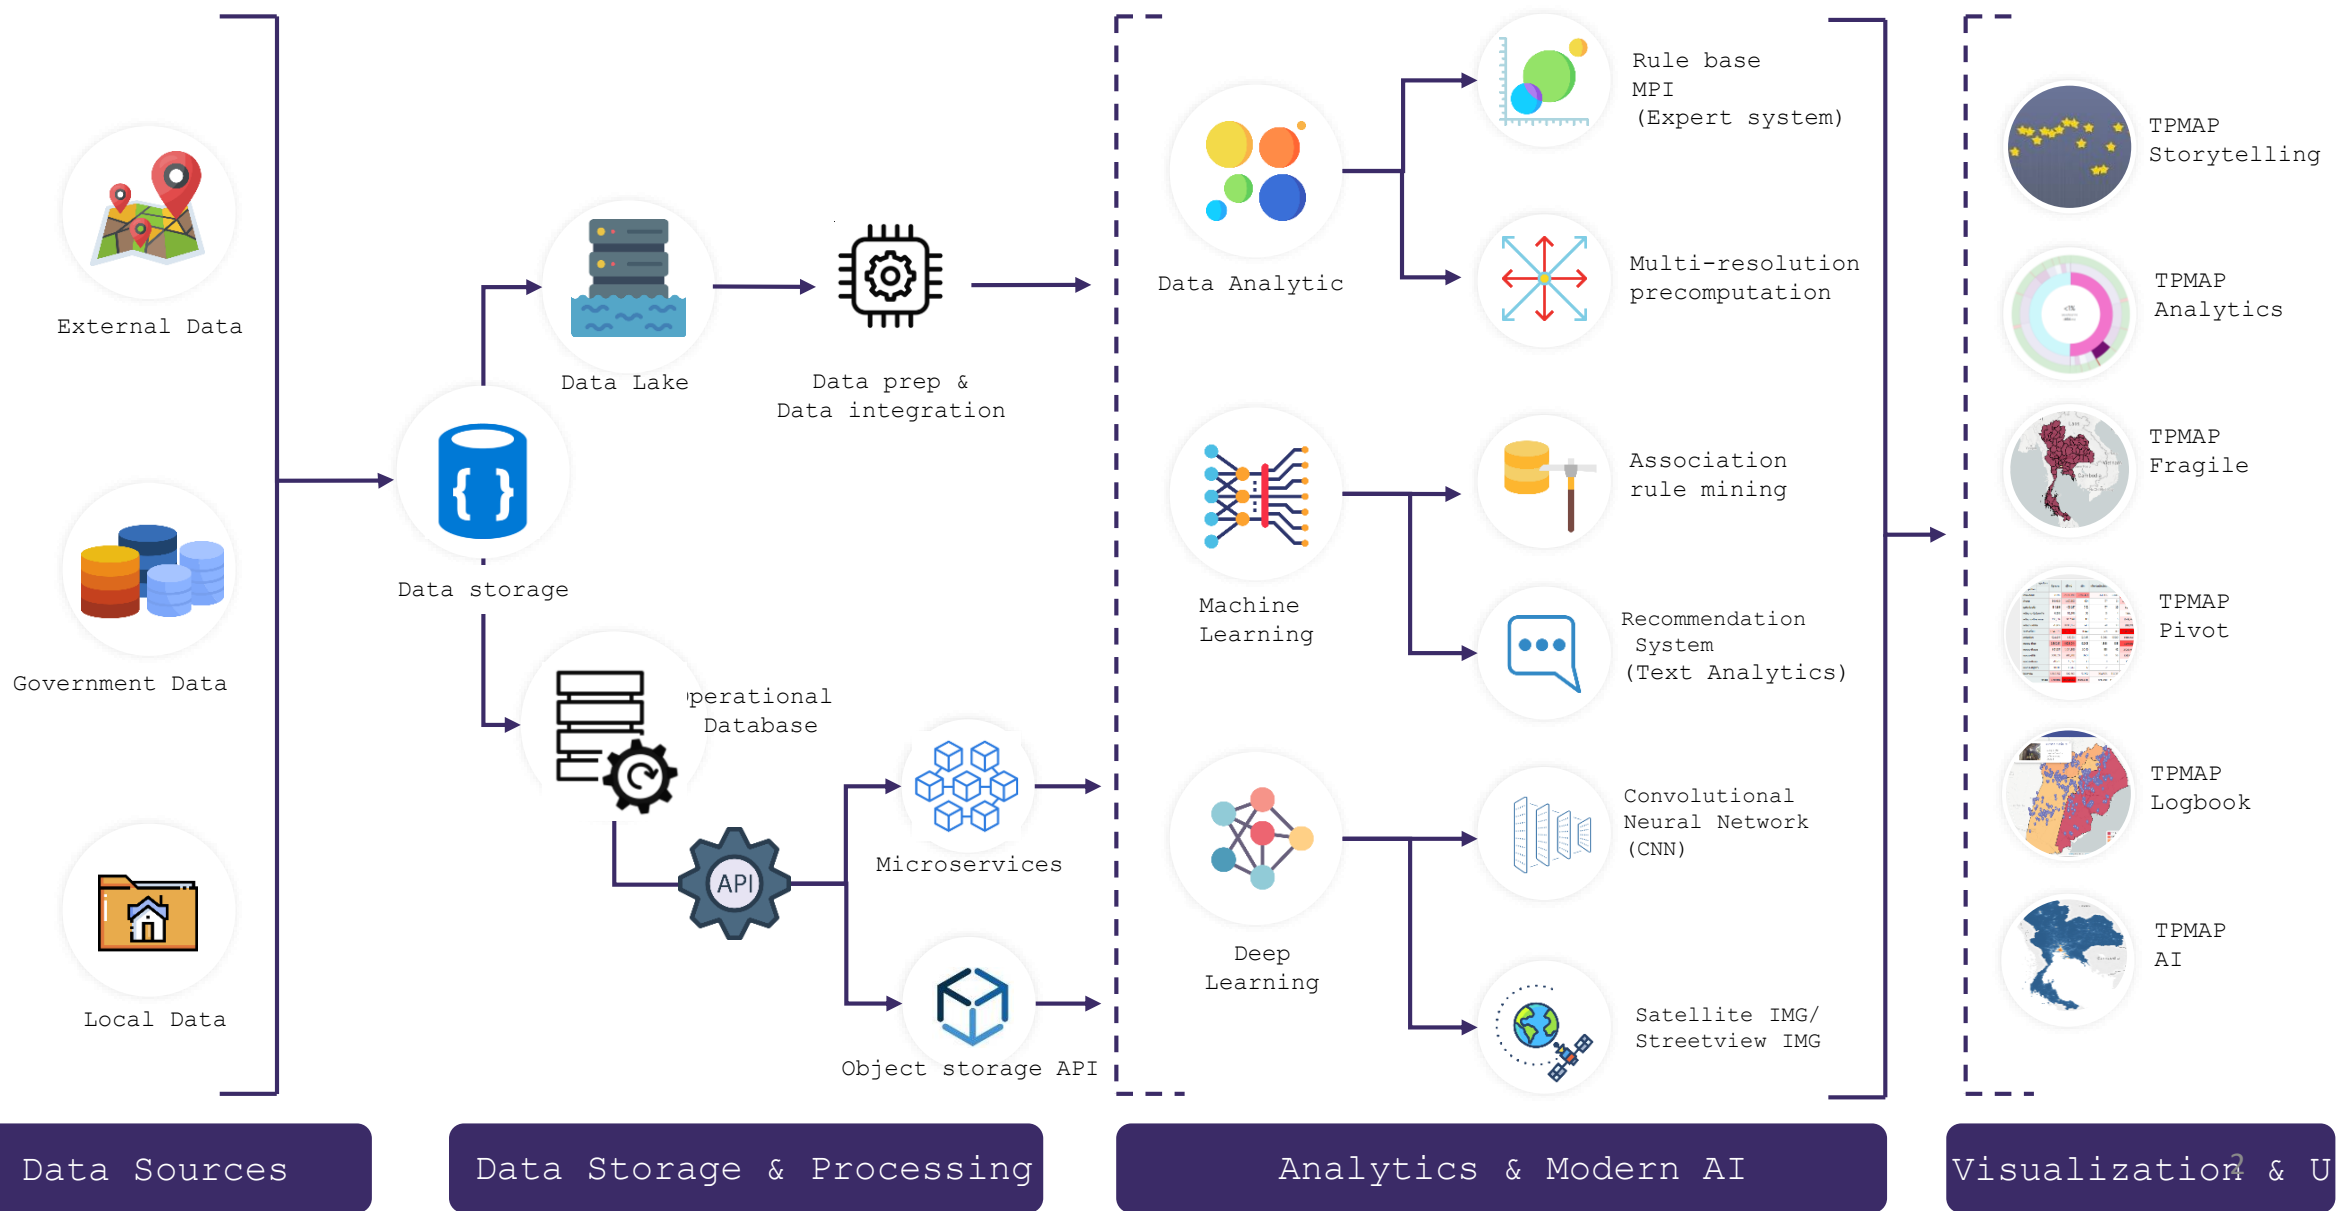 External Data
Government Data
Local Data
Data storage
Data Lake
Data prep &
Data integration
perational
Database
API
Microservices
Object storage API
Data Analytic
Machine
Learning
Deep
Learning
Rule base
MPI
(Expert system)
Multi-resolution
precomputation
Association
rule mining
Recommendation
System
(Text Analytics)
Convolutional
Neural Network
(CNN)
Satellite IMG/
Streetview IMG
TPMAP
Storytelling
TPMAP
Analytics
TPMAP
Fragile
TPMAP
Pivot
TPMAP
Logbook
TPMAP
AI
Data Sources
Data Storage & Processing
Analytics & Modern AI
Visualization & U
2